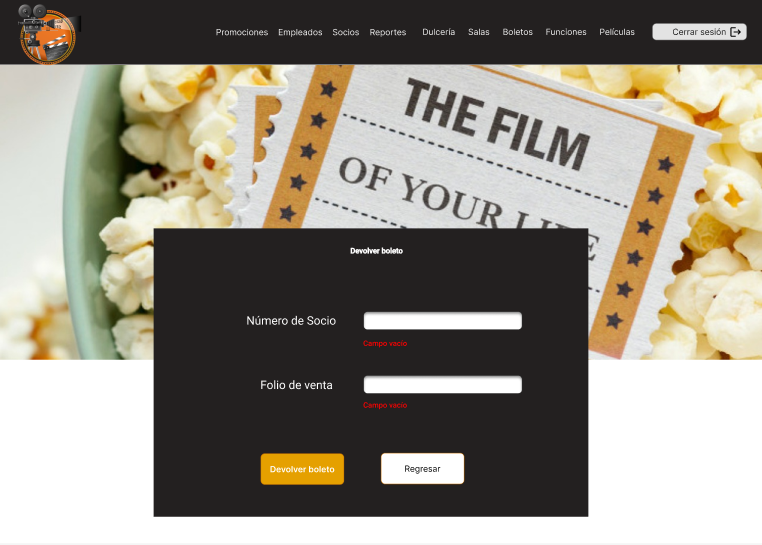 Promociones Empleados Socios Reportes Dulcería Salas Boletos Funciones Películas Cerrar sesión
THE FILM
OF YOUR LIFE
Devolver boleto
Número de Socio
Campo vacío
Folio de venta
Campo vacío
Devolver boleto Regresar